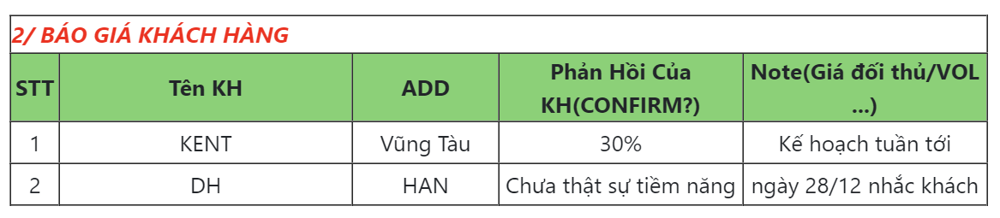 2/ BÁO GIÁ KHÁCH HÀNG
STT Tên KH ADD Phản Hồi Của KH(CONFIRM?) Note(Giá đối thủ/VOL ...)
1 KENT Vũng Tàu 30% Kế hoạch tuần tới
2 DH HAN Chưa thật sự tiềm năng ngày 28/12 nhắc khách